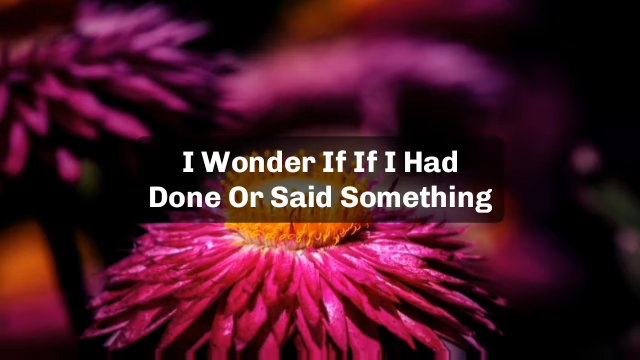 I Wonder If If I Had
Done Or Said Something